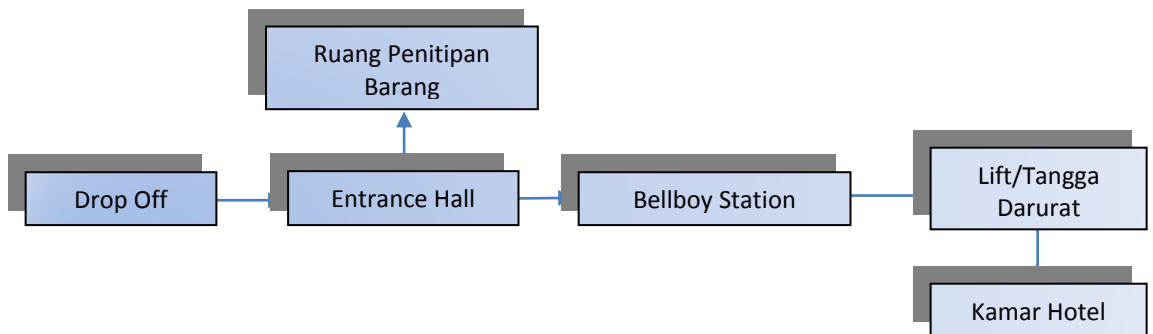 Ruang Penitipan
Barang
Drop Off
Entrance Hall
Bellboy Station
Lift/Tangga
Darurat
Kamar Hotel